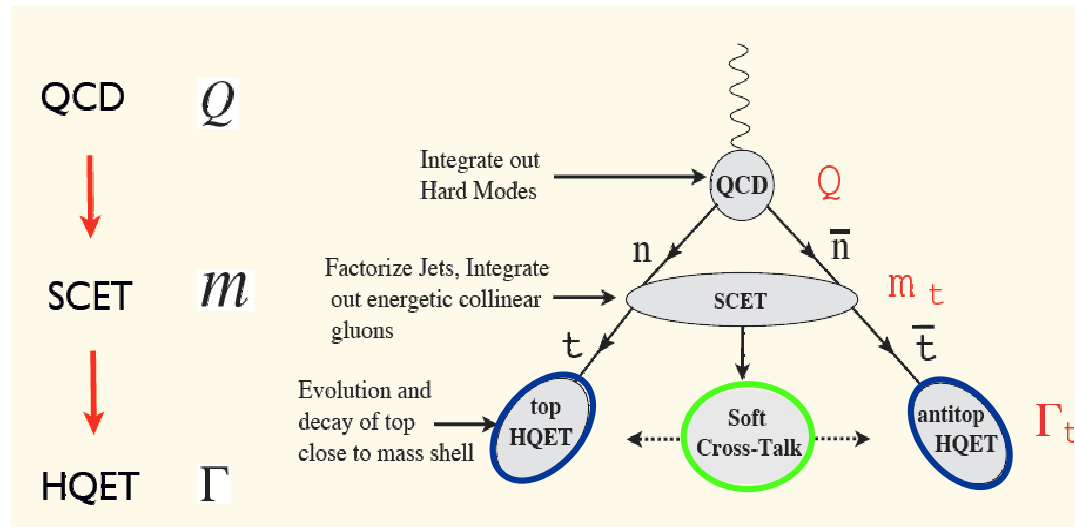 QCD Q
SCET m
HQET Γ
Integrate out
Hard Modes
QCD
Q
n
n̅
Factorize Jets, Integrate
out energetic collinear
gluons
SCET
m t
t
t̅
Evolution and
decay of top
close to mass shell
top
HQET
Soft
Cross-Talk
antitop
HQET
Γt